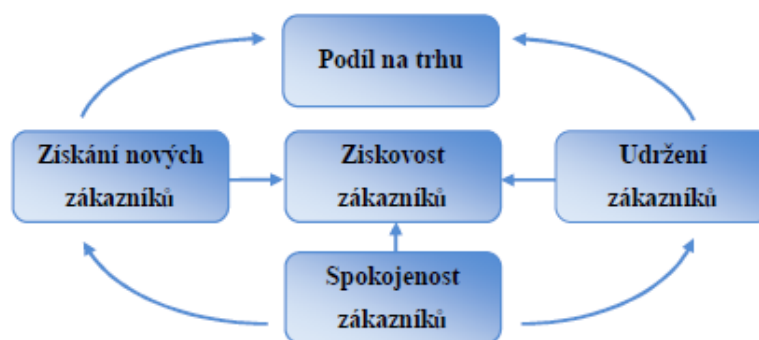 Podíl na trhu
Získání nových
zákazníků
Ziskovost
zákazníků
Udržení
zákazníků
Spokojenost
zákazníků